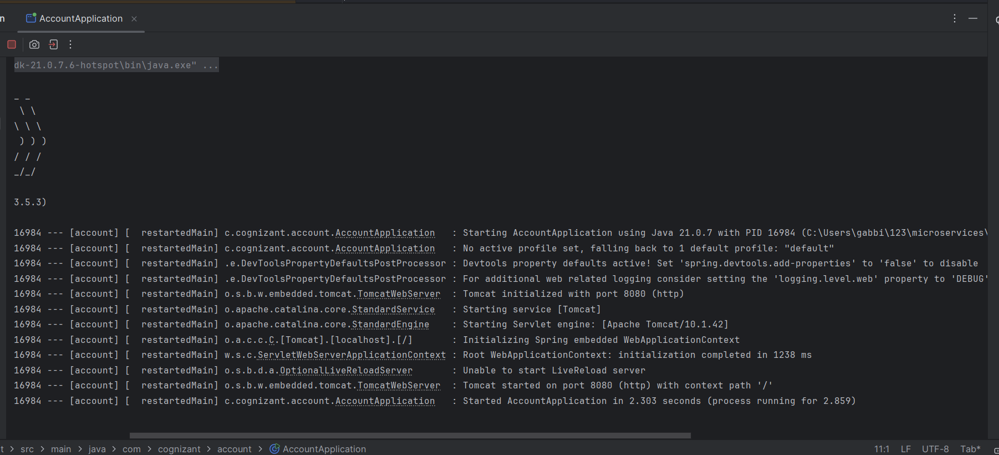 n AccountApplication
dk-21.0.7.6-hotspot\bin\java.exe" ...
_ _
\ \
\ \ \
) ) )
/ / /
_/_/
3.5.3)
16984 --- [account] [  restartedMain] c.cognizant.account.AccountApplication   : Starting AccountApplication using Java 21.0.7 with PID 16984 (C:\Users\gabbi\123\microservices\
16984 --- [account] [  restartedMain] c.cognizant.account.AccountApplication   : No active profile set, falling back to 1 default profile: "default"
16984 --- [account] [  restartedMain] .e.DevToolsPropertyDefaultsPostProcessor : Devtools property defaults active! Set 'spring.devtools.add-properties' to 'false' to disable
16984 --- [account] [  restartedMain] .e.DevToolsPropertyDefaultsPostProcessor : For additional web related logging consider setting the 'logging.level.web' property to 'DEBUG'
16984 --- [account] [  restartedMain] o.s.b.w.embedded.tomcat.TomcatWebServer  : Tomcat initialized with port 8080 (http)
16984 --- [account] [  restartedMain] o.apache.catalina.core.StandardService   : Starting service [Tomcat]
16984 --- [account] [  restartedMain] o.apache.catalina.core.StandardEngine    : Starting Servlet engine: [Apache Tomcat/10.1.42]
16984 --- [account] [  restartedMain] o.a.c.c.C.[Tomcat].[localhost].[/]       : Initializing Spring embedded WebApplicationContext
16984 --- [account] [  restartedMain] w.s.c.ServletWebServerApplicationContext : Root WebApplicationContext: initialization completed in 1238 ms
16984 --- [account] [  restartedMain] o.s.b.d.a.OptionalLiveReloadServer       : Unable to start LiveReload server
16984 --- [account] [  restartedMain] o.s.b.w.embedded.tomcat.TomcatWebServer  : Tomcat started on port 8080 (http) with context path '/'
16984 --- [account] [  restartedMain] c.cognizant.account.AccountApplication   : Started AccountApplication in 2.303 seconds (process running for 2.859)
t > src > main > java > com > cognizant > account > AccountApplication 11:1 LF UTF-8 Tab*